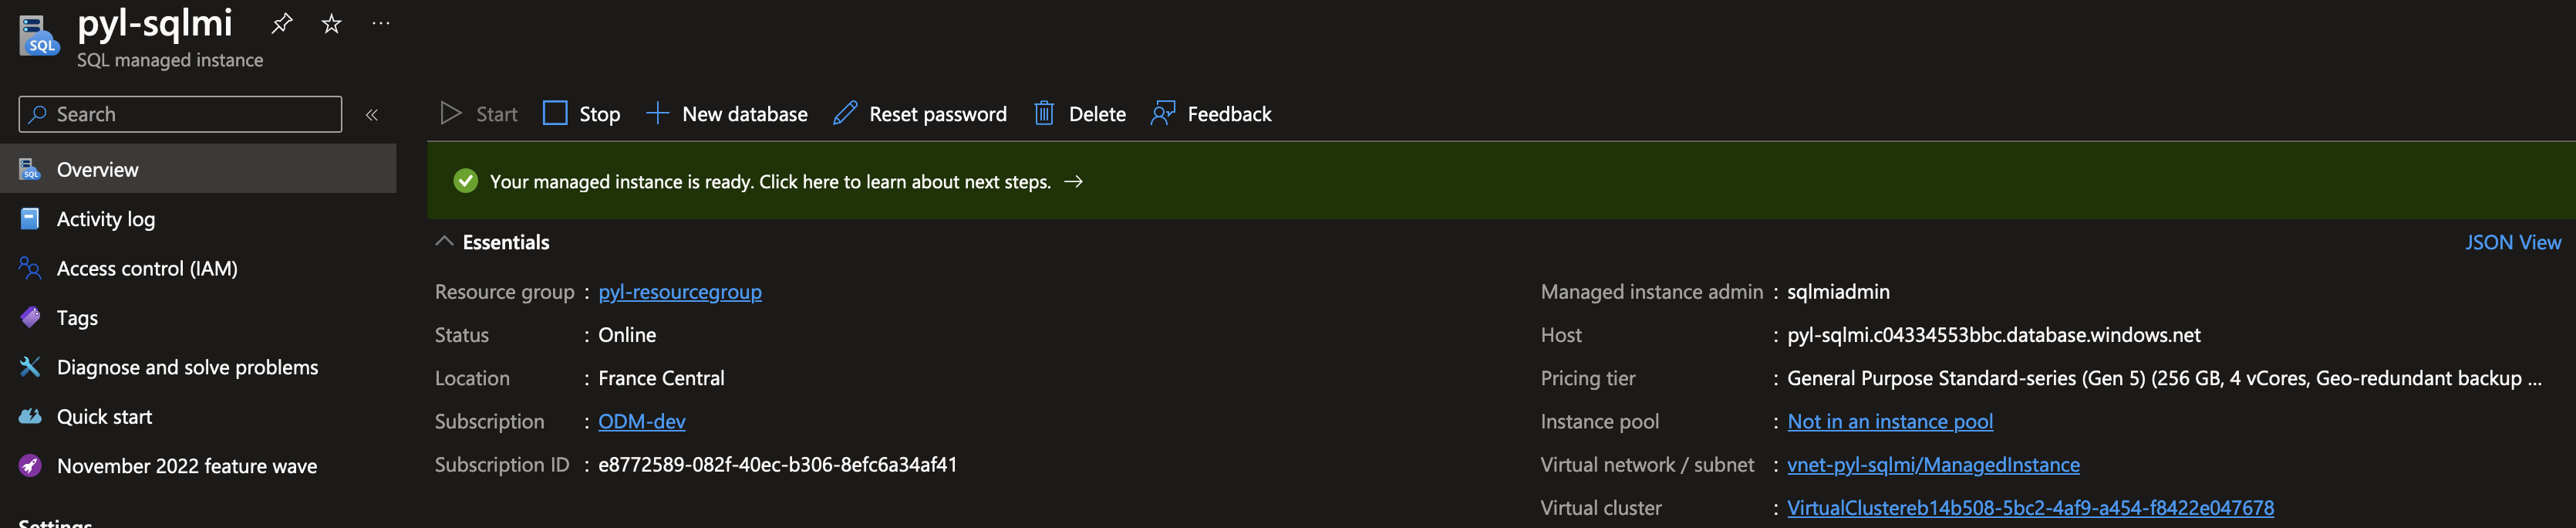 pyl-sqlmi
SQL managed instance
Search
Start Stop New database Reset password Delete Feedback
Overview
Activity log
Access control (IAM)
Tags
Diagnose and solve problems
Quick start
November 2022 feature wave
Settings
Your managed instance is ready. Click here to learn about next steps. →
Essentials
JSON View
Resource group : pyl-resourcegroup
Status : Online
Location : France Central
Subscription : ODM-dev
Subscription ID : e8772589-082f-40ec-b306-8efc6a34af41
Managed instance admin : sqlmiadmin
Host : pyl-sqlmi.c04334553bbc.database.windows.net
Pricing tier : General Purpose Standard-series (Gen 5) (256 GB, 4 vCores, Geo-redundant backup ...
Instance pool : Not in an instance pool
Virtual network / subnet : vnet-pyl-sqlmi/ManagedInstance
Virtual cluster : VirtualClustereb14b508-5bc2-4af9-a454-f8422e047678